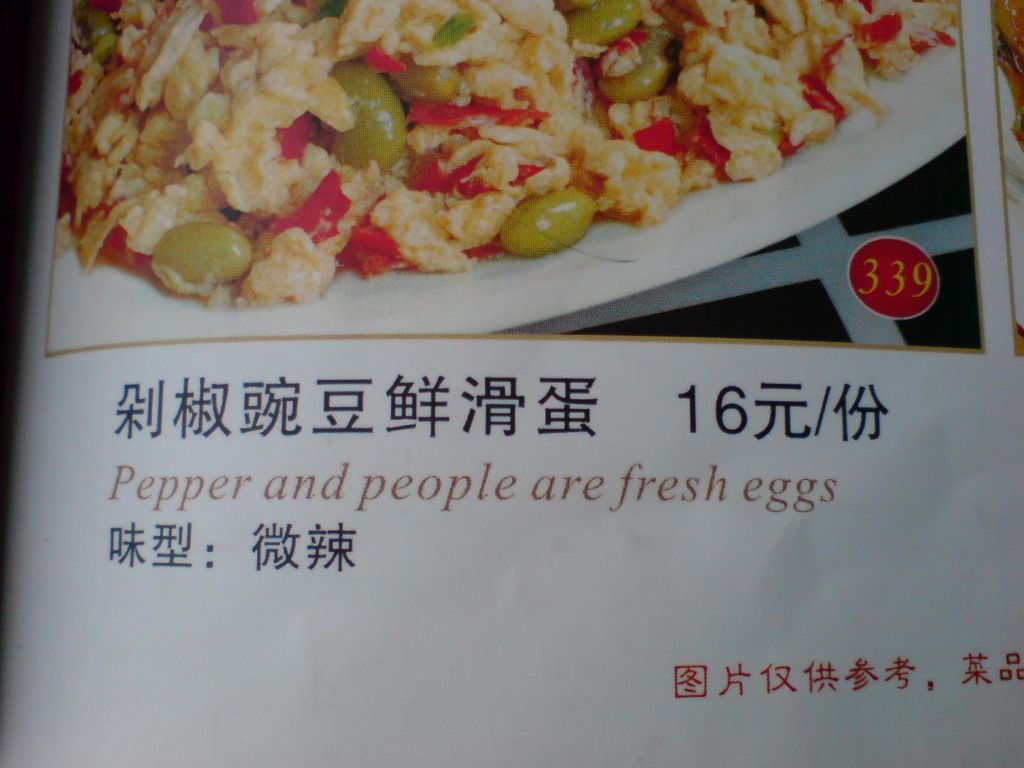 339
剁椒豌豆鲜滑蛋 16元/份
Pepper and people are fresh eggs
味型：微辣
图片仅供参考，菜品